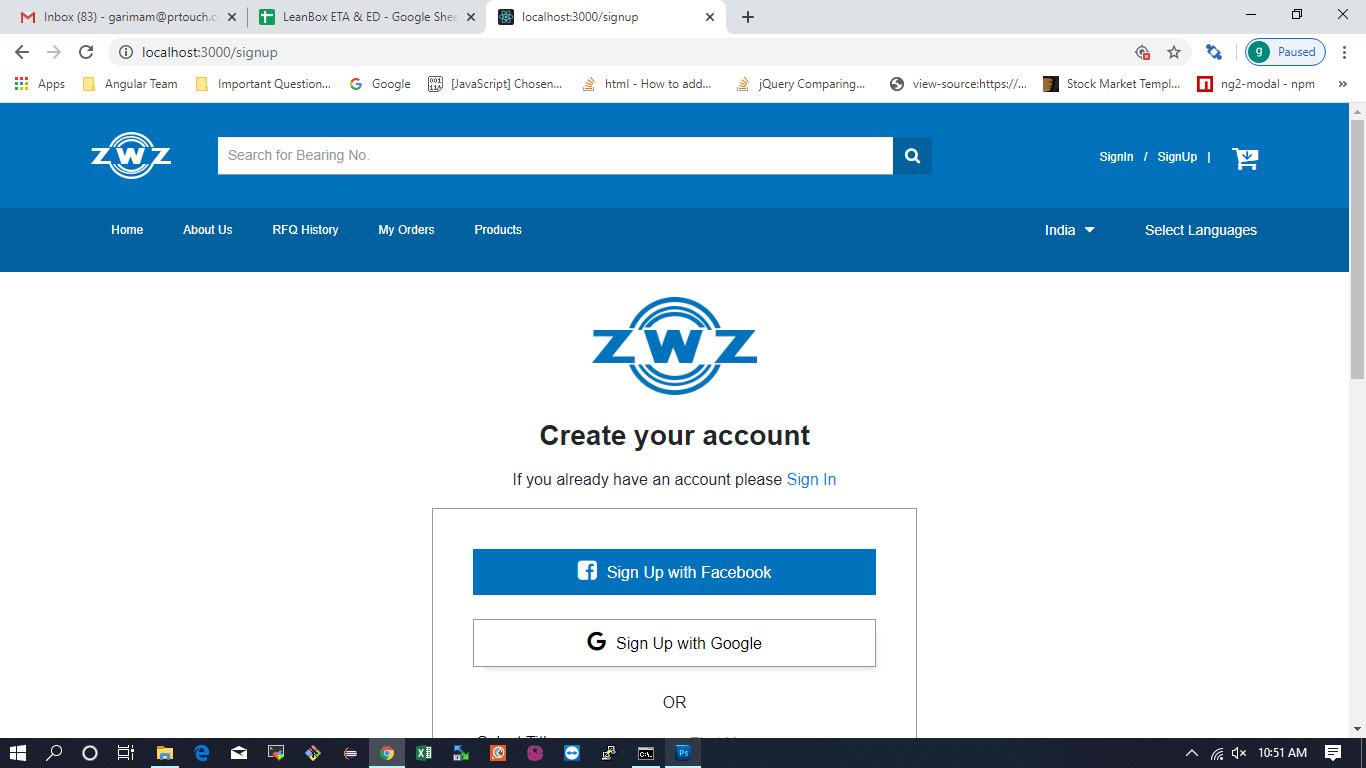 Inbox (83) - garimam@prtouch.c
LeanBox ETA & ED - Google Shee
localhost:3000/signup
localhost:3000/signup
g Paused
Apps
Angular Team
Important Question...
Google
[JavaScript] Chosen...
html - How to add...
jQuery Comparing...
view-source:https://...
Stock Market Templ...
ng2-modal - npm
»
ZWZ
Search for Bearing No.
SignIn / SignUp |
Home
About Us
RFQ History
My Orders
Products
India
Select Languages
ZWZ
Create your account
If you already have an account please Sign In
Sign Up with Facebook
G Sign Up with Google
OR
10:51 AM